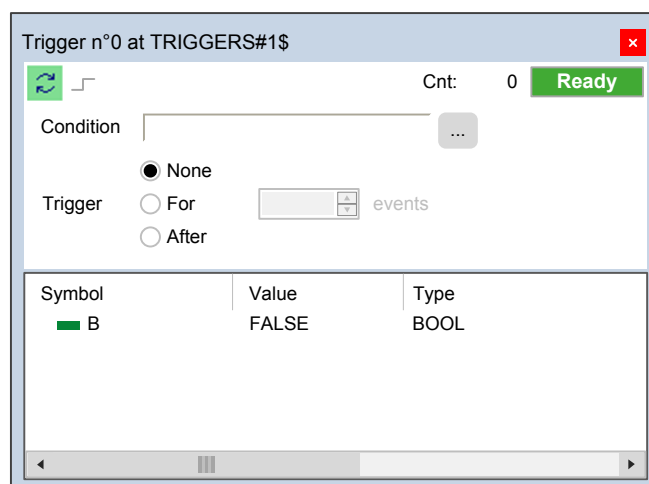 Trigger n°0 at TRIGGERS#1$
Cnt: 0 Ready
Condition ...
None
Trigger For events
After
Symbol Value Type
B FALSE BOOL